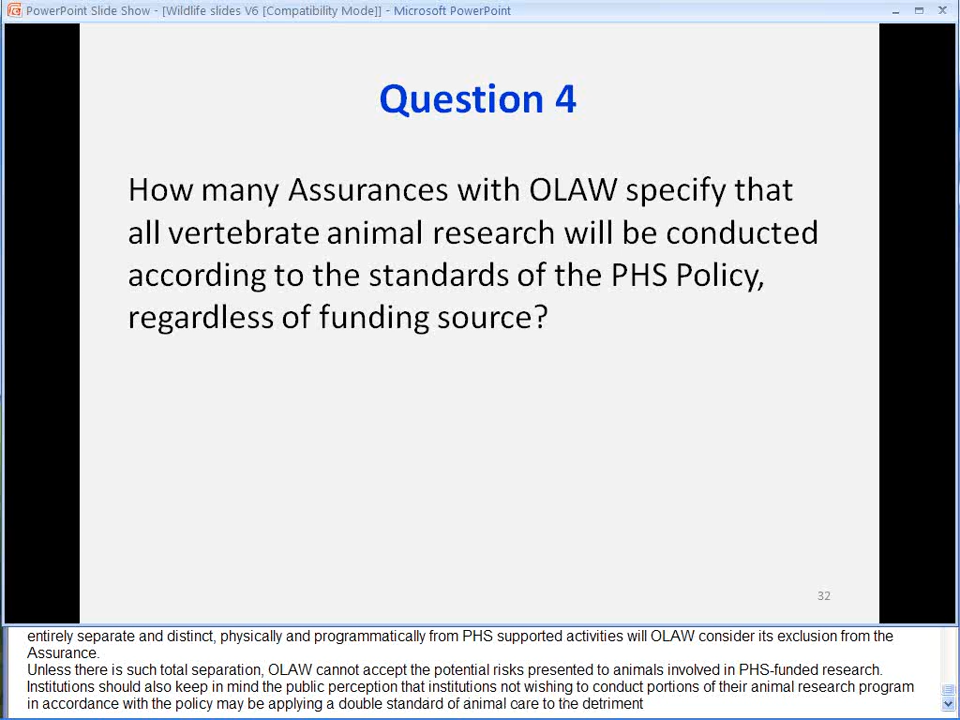 PowerPoint Slide Show - [Wildlife slides V6 [Compatibility Mode]] - Microsoft PowerPoint
Question 4
How many Assurances with OLAW specify that
all vertebrate animal research will be conducted
according to the standards of the PHS Policy,
regardless of funding source?
32
entirely separate and distinct, physically and programmatically from PHS supported activities will OLAW consider its exclusion from the
Assurance.
Unless there is such total separation, OLAW cannot accept the potential risks presented to animals involved in PHS-funded research.
Institutions should also keep in mind the public perception that institutions not wishing to conduct portions of their animal research program
in accordance with the policy may be applying a double standard of animal care to the detriment